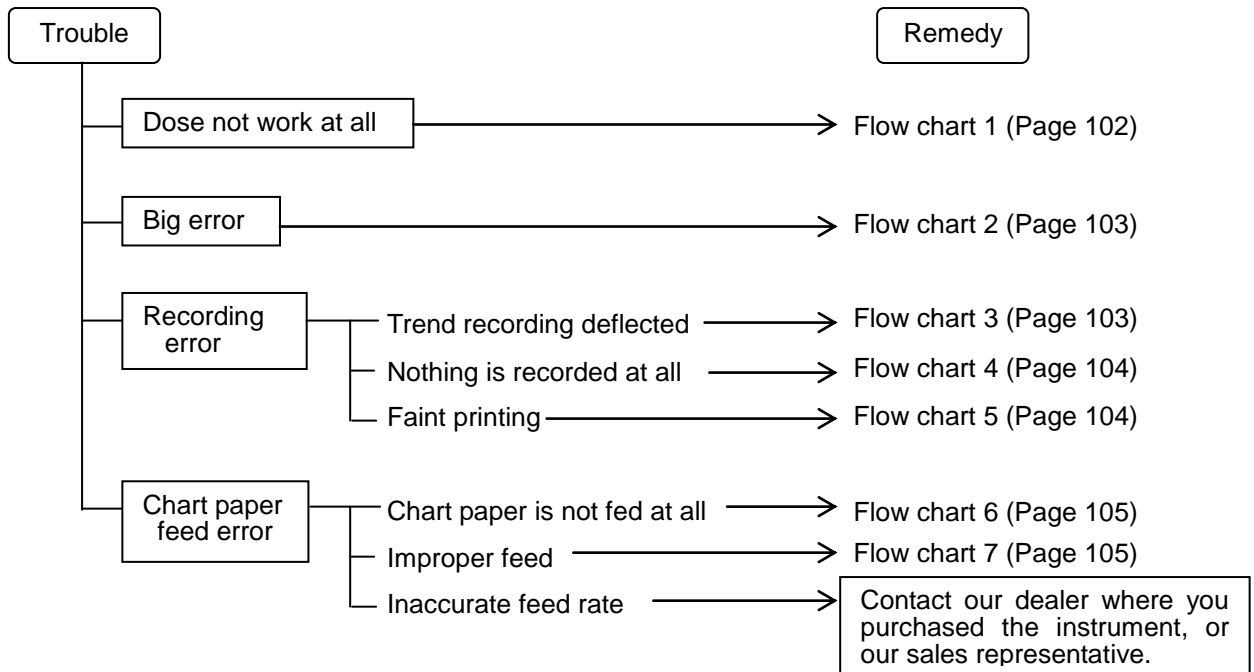 Trouble
Remedy
Dose not work at all
Flow chart 1 (Page 102)
Big error
Flow chart 2 (Page 103)
Recording
error
Trend recording deflected
Flow chart 3 (Page 103)
Nothing is recorded at all
Flow chart 4 (Page 104)
Faint printing
Flow chart 5 (Page 104)
Chart paper
feed error
Chart paper is not fed at all
Flow chart 6 (Page 105)
Improper feed
Flow chart 7 (Page 105)
Inaccurate feed rate
Contact our dealer where you
purchased the instrument, or
our sales representative.